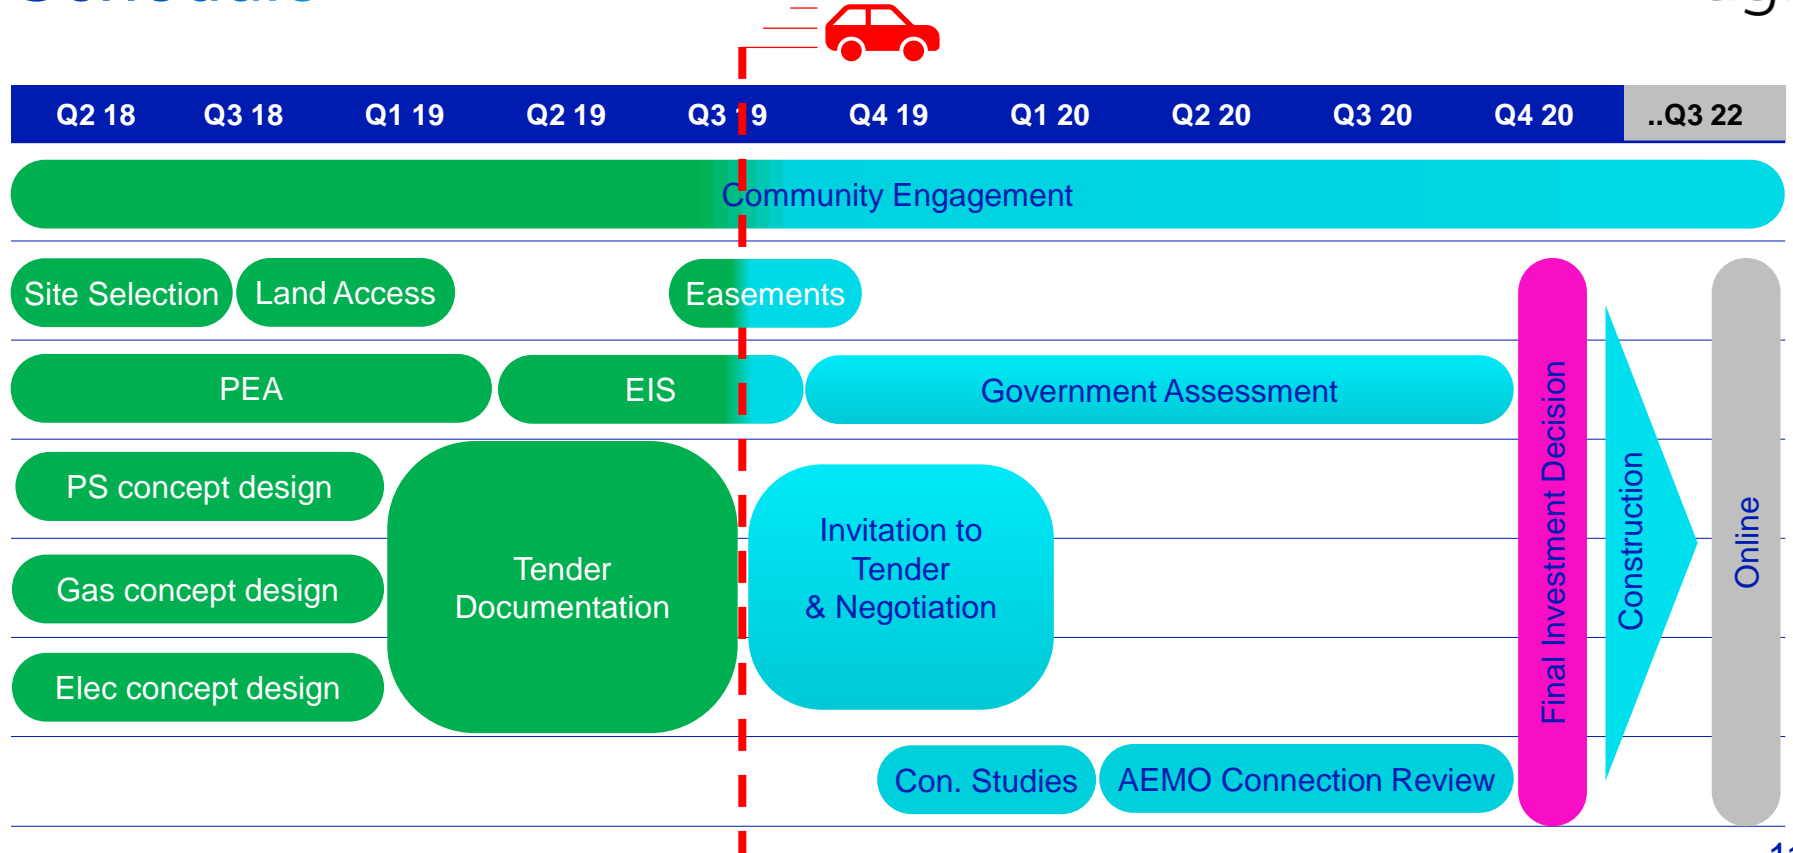 Q2 18 Q3 18 Q1 19 Q2 19 Q3 19 Q4 19 Q1 20 Q2 20 Q3 20 Q4 20 ..Q3 22
Community Engagement
Site Selection Land Access Easements
PEA EIS Government Assessment
PS concept design
Gas concept design
Elec concept design
Tender
Documentation
Invitation to
Tender
& Negotiation
Con. Studies AEMO Connection Review
Final Investment Decision
Construction
Online